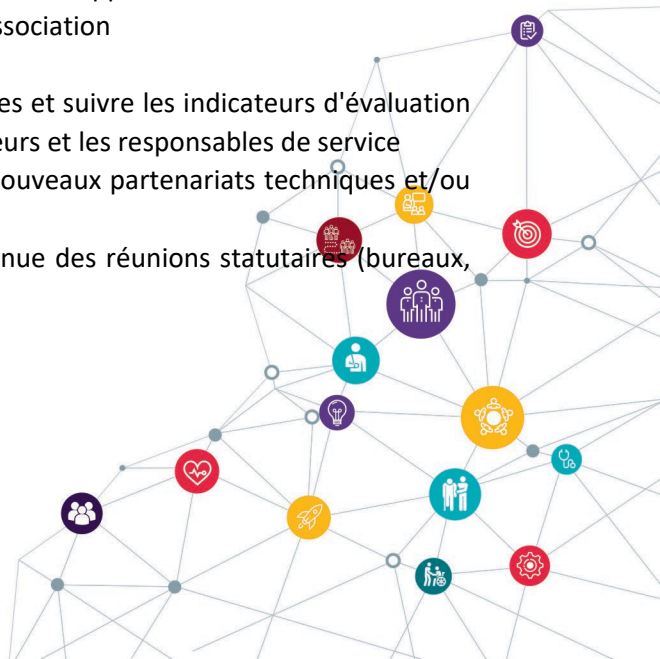 ssociation
es et suivre les indicateurs d'évaluation
eurs et les responsables de service
ouveaux partenariats techniques et/ou
nue des réunions statutaires (bureaux,